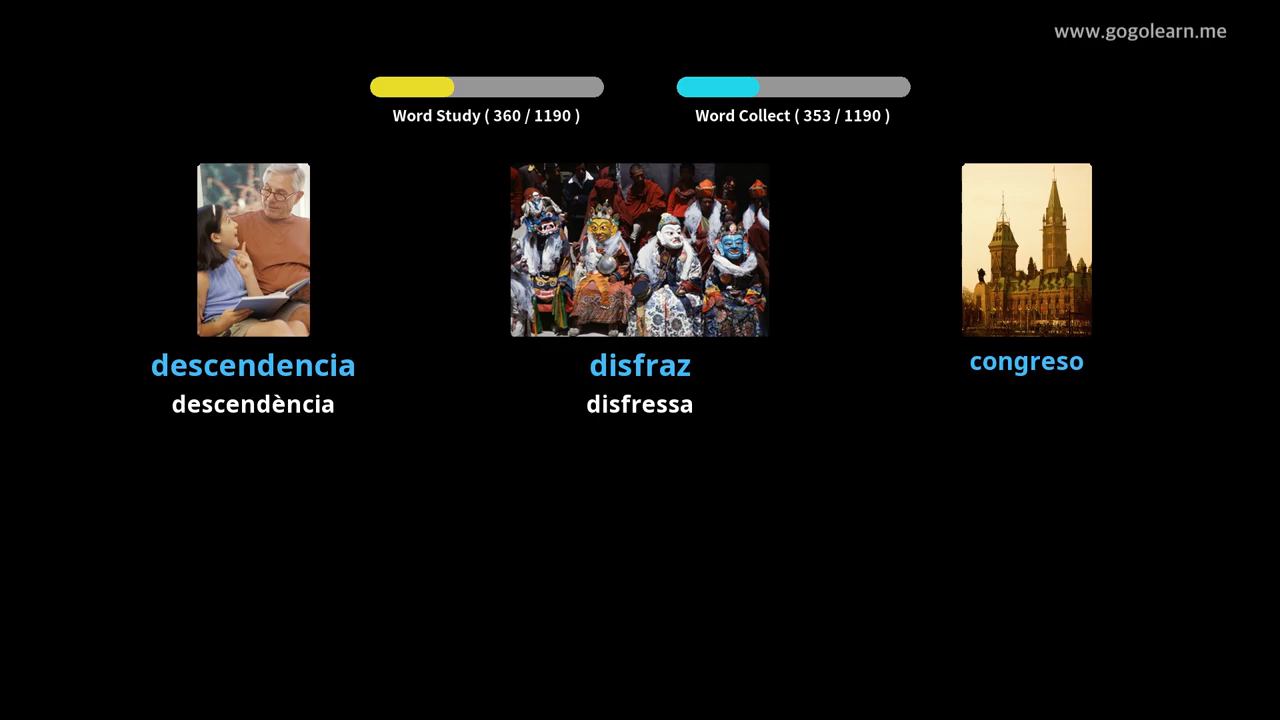 www.gogolearn.me
Word Study ( 360 / 1190 )
Word Collect ( 353 / 1190 )
descendencia
disfraz
congreso
descendència
disfressa